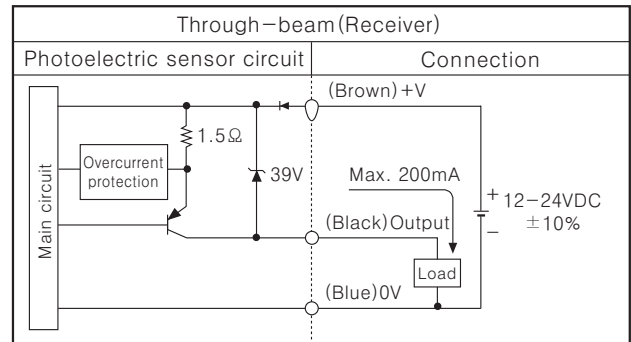 Through-beam(Receiver)
Photoelectric sensor circuit
Connection
(Brown)+V
1.5Ω
Overcurrent
protection
39V
Max. 200mA
Main circuit
+
12-24VDC
±10%
-
(Black)Output
Load
(Blue)0V